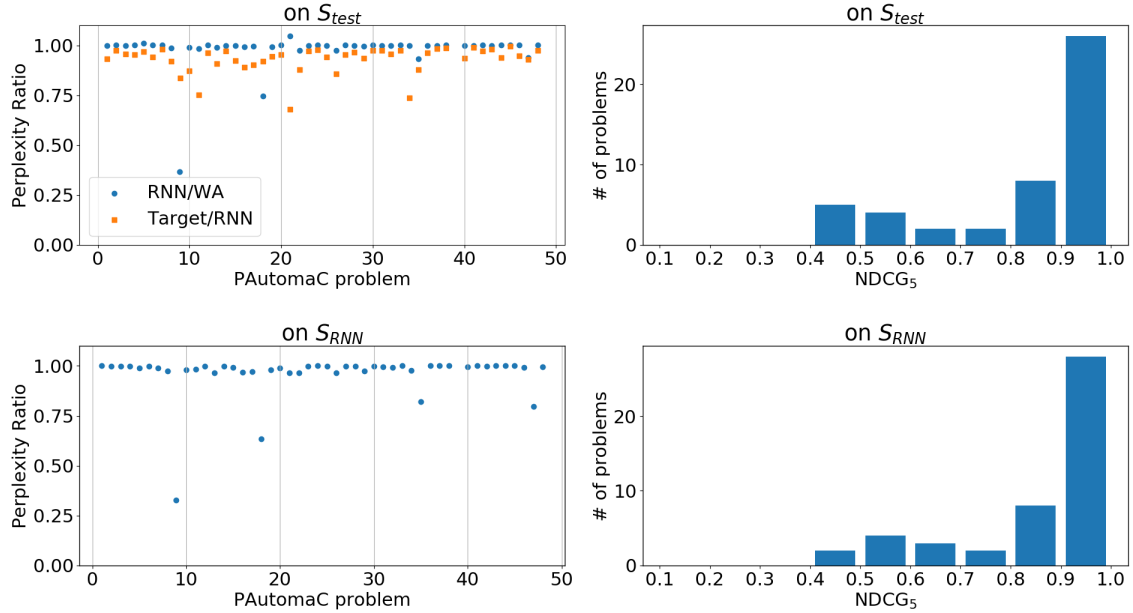 on S_test
Perplexity Ratio
1.00
0.75
0.50
0.25
0.00
RNN/WA
Target/RNN
0 10 20 30 40 50
PAutomaC problem
on S_test
# of problems
20
10
0
0.1 0.2 0.3 0.4 0.5 0.6 0.7 0.8 0.9 1.0
NDCG₅
on S_RNN
Perplexity Ratio
1.00
0.75
0.50
0.25
0.00
0 10 20 30 40 50
PAutomaC problem
on S_RNN
# of problems
20
10
0
0.1 0.2 0.3 0.4 0.5 0.6 0.7 0.8 0.9 1.0
NDCG₅